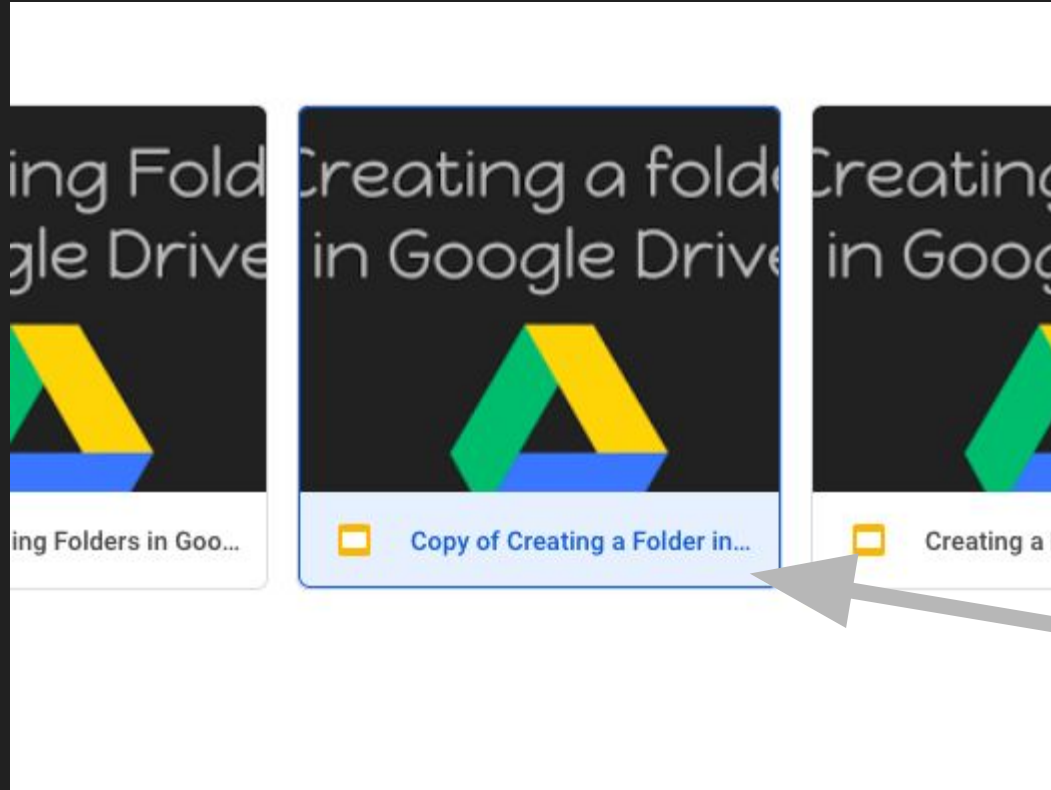 ing Fold
gle Drive
Creating a folde
in Google Drive
Creating
in Goog
ing Folders in Goo...
Copy of Creating a Folder in...
Creating a